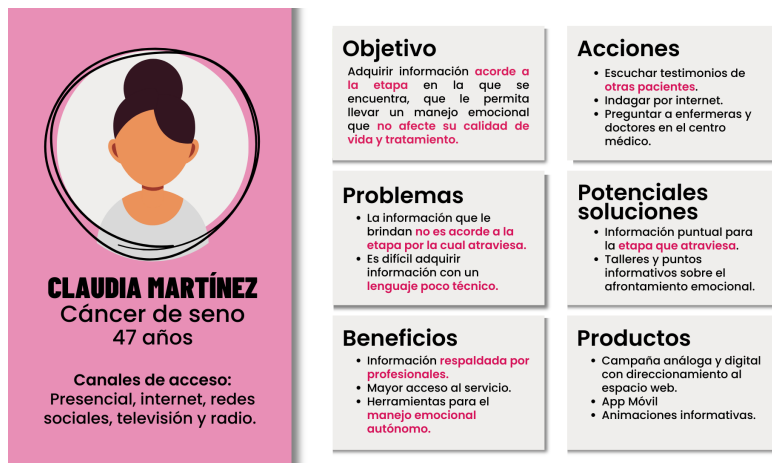 CLAUDIA MARTÍNEZ
Cáncer de seno
47 años
Canales de acceso:
Presencial, internet, redes
sociales, televisión y radio.
Objetivo
Adquirir información acorde a
la etapa en la que se
encuentra, que le permita
llevar un manejo emocional
que no afecte su calidad de
vida y tratamiento.
Acciones
• Escuchar testimonios de
otras pacientes.
• Indagar por internet.
• Preguntar a enfermeras y
doctores en el centro
médico.
Problemas
• La información que le
brindan no es acorde a la
etapa por la cual atraviesa.
• Es difícil adquirir
información con un
lenguaje poco técnico.
Potenciales
soluciones
• Información puntual para
la etapa que atraviesa.
• Talleres y puntos
informativos sobre el
afrontamiento emocional.
Beneficios
• Información respaldada por
profesionales.
• Mayor acceso al servicio.
• Herramientas para el
manejo emocional
autónomo.
Productos
• Campaña análoga y digital
con direccionamiento al
espacio web.
• App Móvil
• Animaciones informativas.